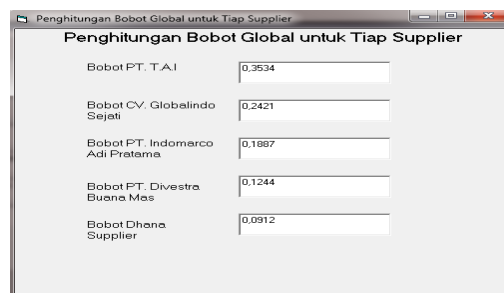 Penghitungan Bobot Global untuk Tiap Supplier
Penghitungan Bobot Global untuk Tiap Supplier
Bobot PT. T.A.I
0,3534
Bobot CV. Globalindo
Sejati
0,2421
Bobot PT. Indomarco
Adi Pratama
0,1887
Bobot PT. Divestra
Buana Mas
0,1244
Bobot Dhana
Supplier
0,0912